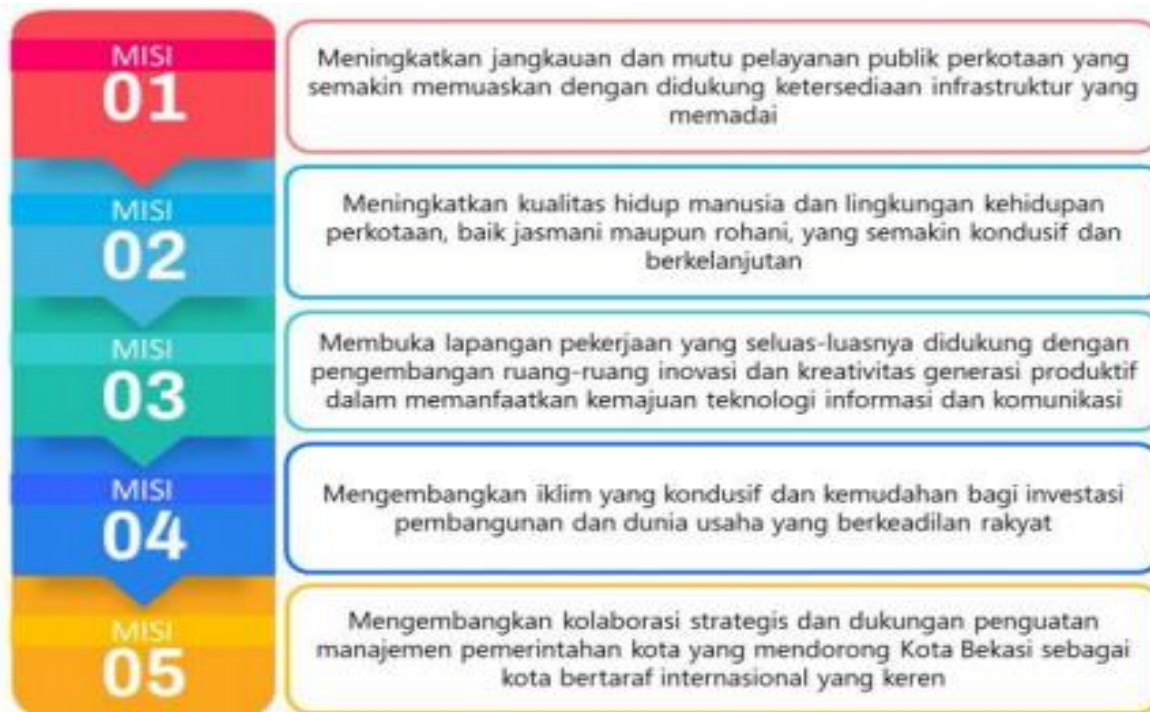 MISI
01
Meningkatkan jangkauan dan mutu pelayanan publik perkotaan yang
semakin memuaskan dengan didukung ketersediaan infrastruktur yang
memadai
MISI
02
Meningkatkan kualitas hidup manusia dan lingkungan kehidupan
perkotaan, baik jasmani maupun rohani, yang semakin kondusif dan
berkelanjutan
MISI
03
Membuka lapangan pekerjaan yang seluas-luasnya didukung dengan
pengembangan ruang-ruang inovasi dan kreativitas generasi produktif
dalam memanfaatkan kemajuan teknologi informasi dan komunikasi
MISI
04
Mengembangkan iklim yang kondusif dan kemudahan bagi investasi
pembangunan dan dunia usaha yang berkeadilan rakyat
MISI
05
Mengembangkan kolaborasi strategis dan dukungan penguatan
manajemen pemerintahan kota yang mendorong Kota Bekasi sebagai
kota bertaraf internasional yang keren